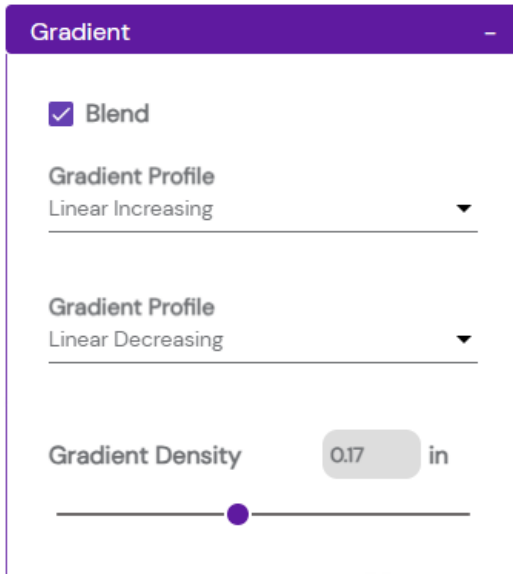 Gradient -
Blend
Gradient Profile
Linear Increasing
Gradient Profile
Linear Decreasing
Gradient Density 0.17 in